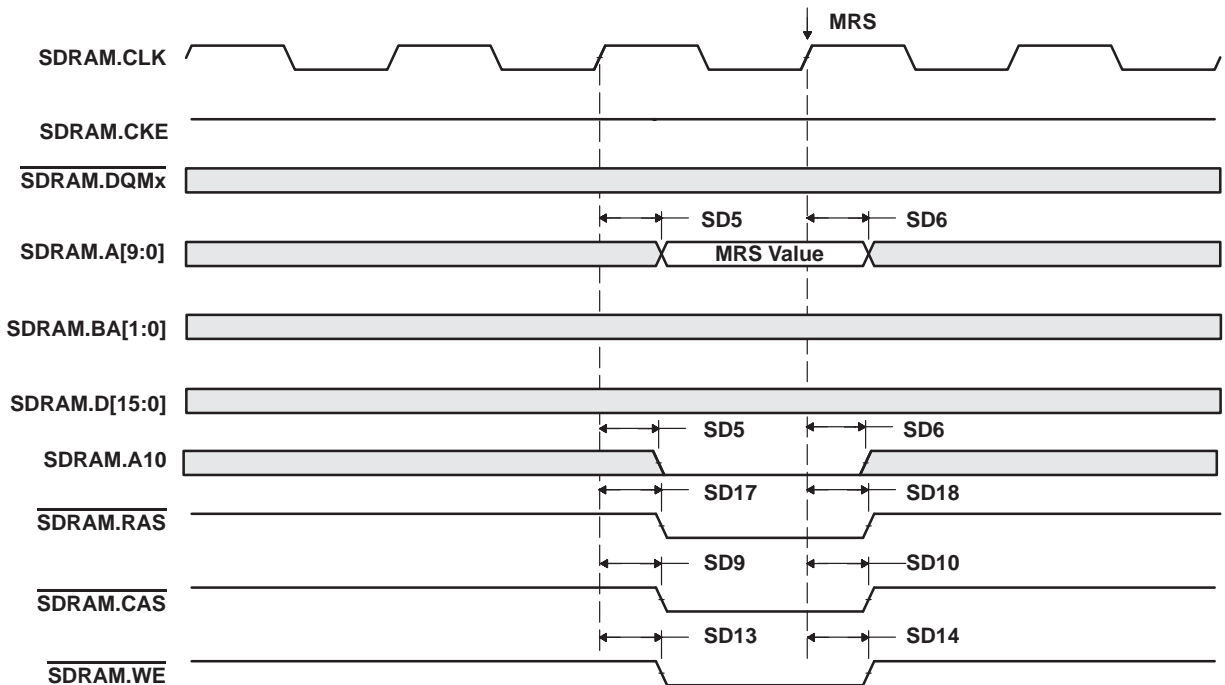 MRS
SDRAM.CLK
SDRAM.CKE
SDRAM.DQMx
SD5 SD6
SDRAM.A[9:0] MRS Value
SDRAM.BA[1:0]
SDRAM.D[15:0]
SD5 SD6
SDRAM.A10
SD17 SD18
SDRAM.RAS
SD9 SD10
SDRAM.CAS
SD13 SD14
SDRAM.WE